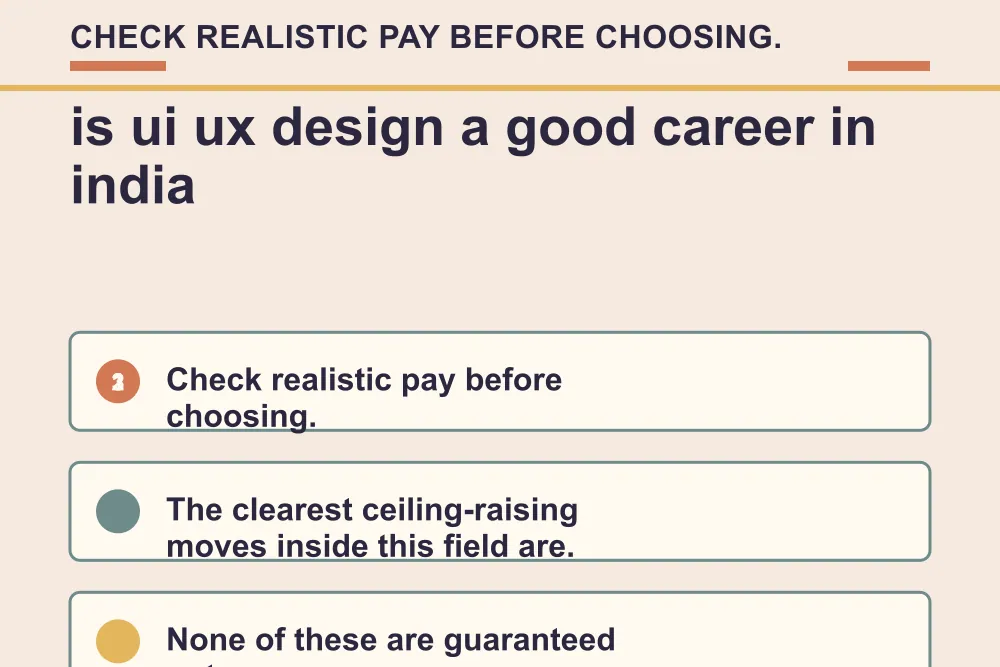 CHECK REALISTIC PAY BEFORE CHOOSING.
is ui ux design a good career in
india
Check realistic pay before
choosing.
The clearest ceiling-raising
moves inside this field are.
None of these are guaranteed